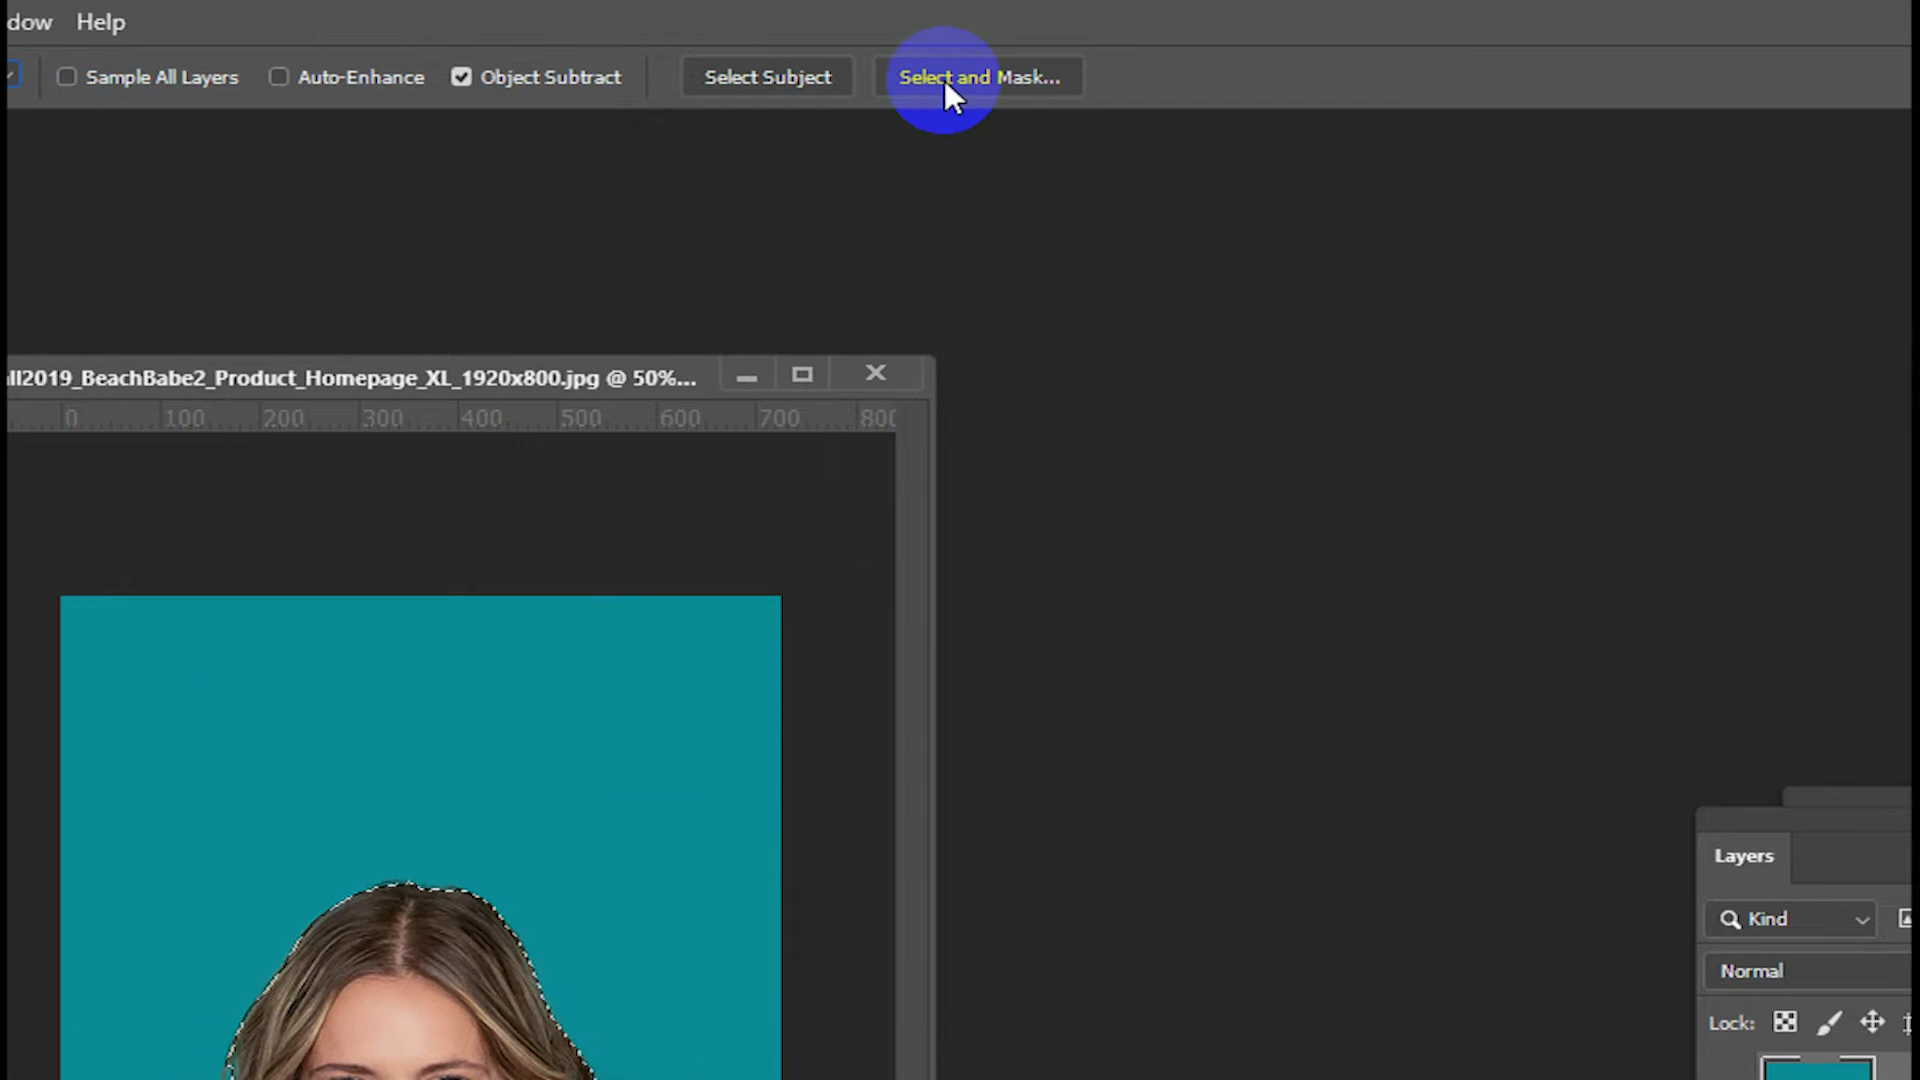 dow Help
Sample All Layers Auto-Enhance Object Subtract Select Subject Select and Mask...
ll2019_BeachBabe2_Product_Homepage_XL_1920x800.jpg @ 50%...
0 100 200 300 400 500 600 700 800
Layers
Kind
Normal
Lock: